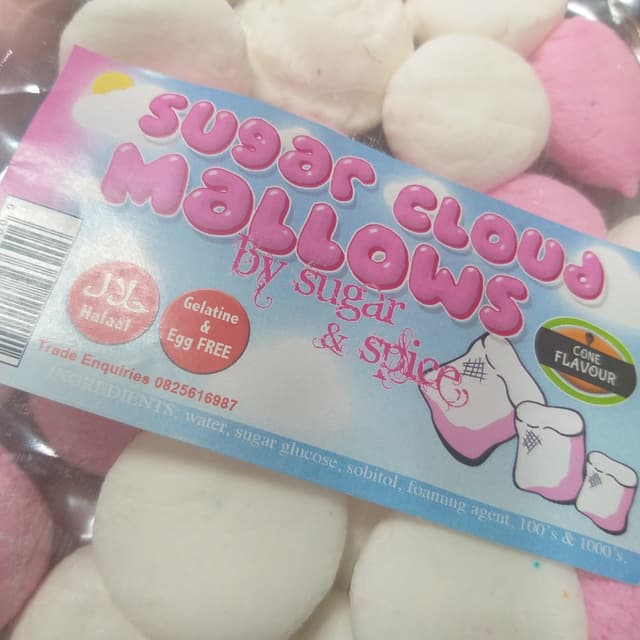 Sugar Cloud
Mallows
by sugar
& spice
حلال
Halaal
Gelatine
&
Egg FREE
CONE
FLAVOUR
Trade Enquiries 0825616987
INGREDIENTS: water, sugar glucose, sobitol, foaming agent, 100's & 1000's.